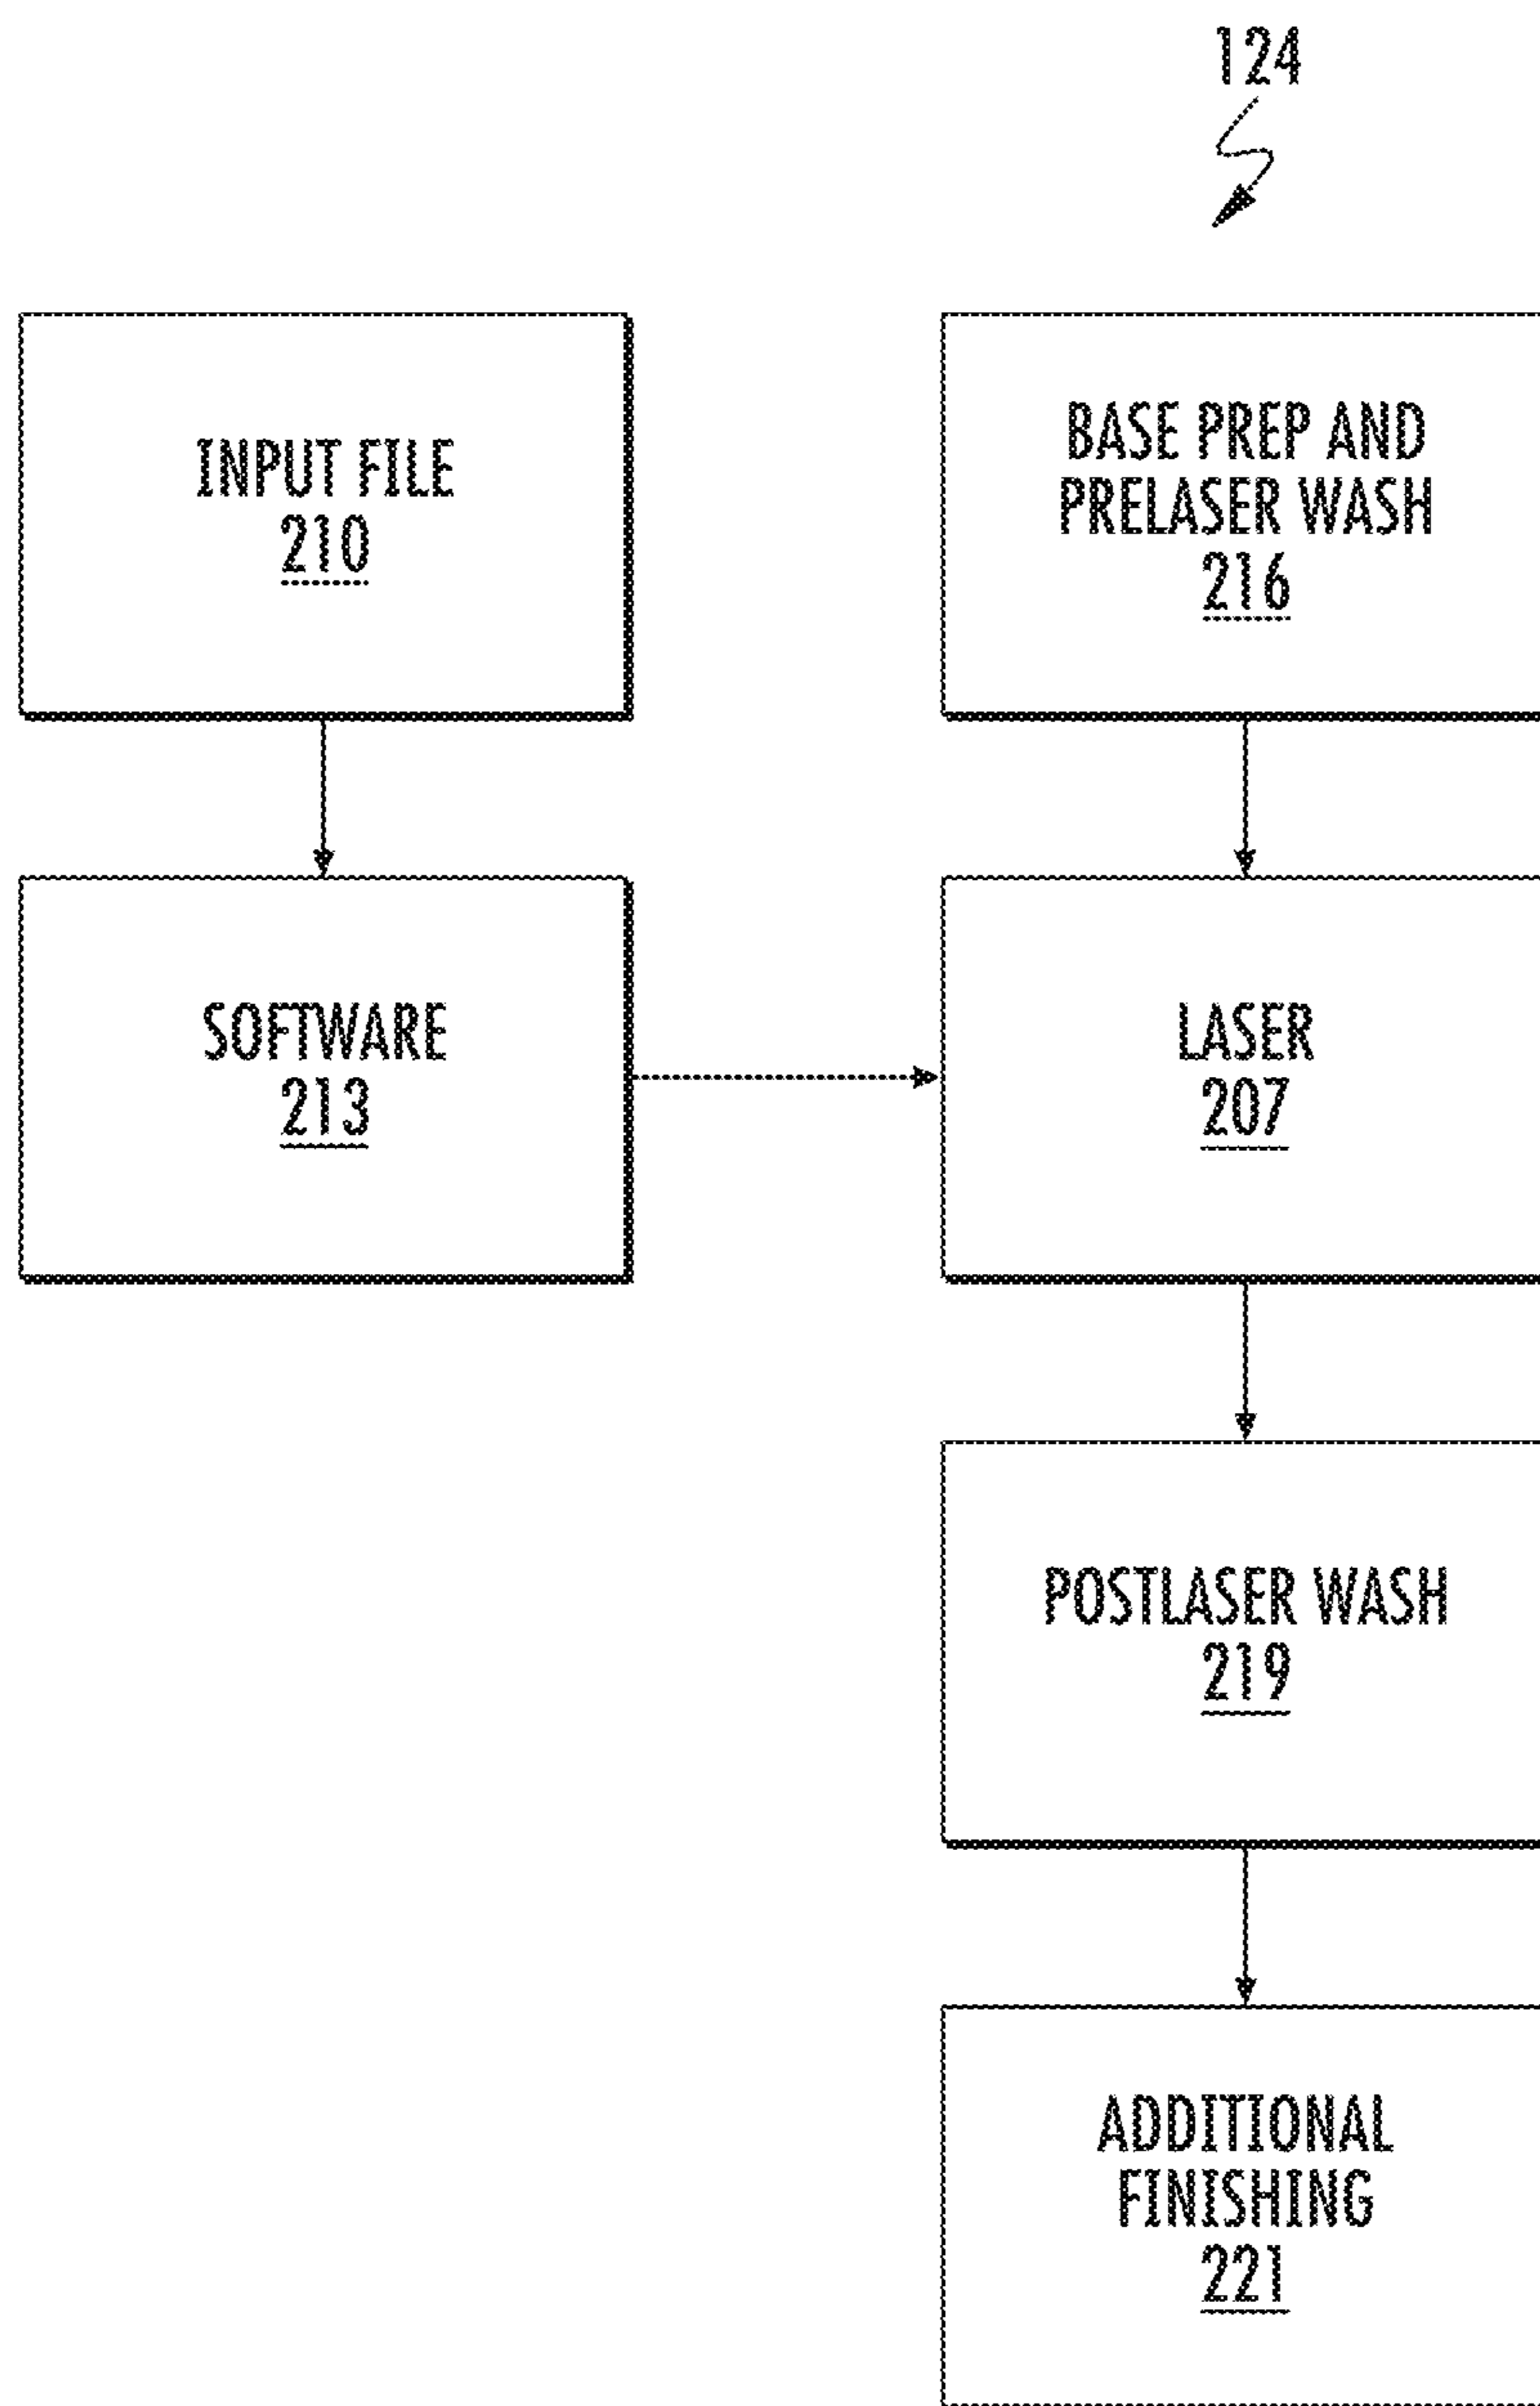 124
INPUT FILE
210
BASE PREP AND
PRELASER WASH
216
SOFTWARE
213
LASER
207
POSTLASER WASH
219
ADDITIONAL
FINISHING
221